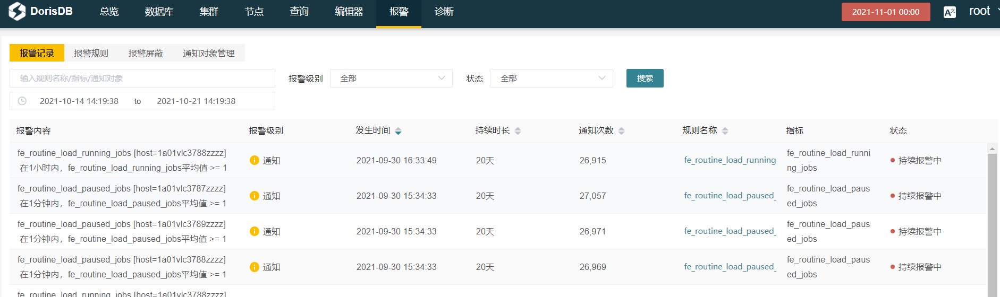 DorisDB 总览 数据库 集群 节点 查询 编辑器 报警 诊断 2021-11-01 00:00 A文 root
报警记录 报警规则 报警屏蔽 通知对象管理
输入规则名称/指标/通知对象 报警级别 全部 状态 全部 搜索
2021-10-14 14:19:38 to 2021-10-21 14:19:38
报警内容 报警级别 发生时间 持续时长 通知次数 规则名称 指标 状态
fe_routine_load_running_jobs [host=1a01vlc3788zzzz] fe_routine_load_runni
通知 2021-09-30 16:33:49 20天 26,915 fe_routine_load_running 持续报警中
在1小时内，fe_routine_load_running_jobs平均值 >= 1 ng_jobs
fe_routine_load_paused_jobs [host=1a01vlc3787zzzz] fe_routine_load_paus
通知 2021-09-30 15:34:33 20天 27,057 fe_routine_load_paused_ 持续报警中
在1分钟内，fe_routine_load_paused_jobs平均值 >= 1 ed_jobs
fe_routine_load_paused_jobs [host=1a01vlc3789zzzz] fe_routine_load_paus
通知 2021-09-30 15:34:33 20天 26,971 fe_routine_load_paused_ 持续报警中
在1分钟内，fe_routine_load_paused_jobs平均值 >= 1 ed_jobs
fe_routine_load_paused_jobs [host=1a01vlc3788zzzz] fe_routine_load_paus
通知 2021-09-30 15:34:33 20天 26,969 fe_routine_load_paused_ 持续报警中
在1分钟内，fe_routine_load_paused_jobs平均值 >= 1 ed_jobs
fe_routine_load_running_jobs [host=1a01vlc3788zzzz]